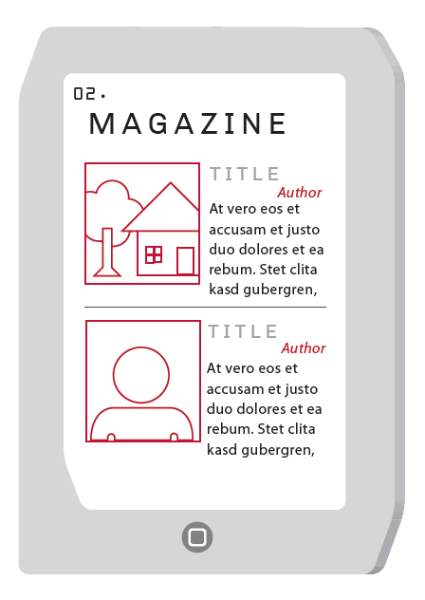 02.
MAGAZINE
TITLE
Author
At vero eos et
accusam et justo
duo dolores et ea
rebum. Stet clita
kasd gubergren,
TITLE
Author
At vero eos et
accusam et justo
duo dolores et ea
rebum. Stet clita
kasd gubergren,